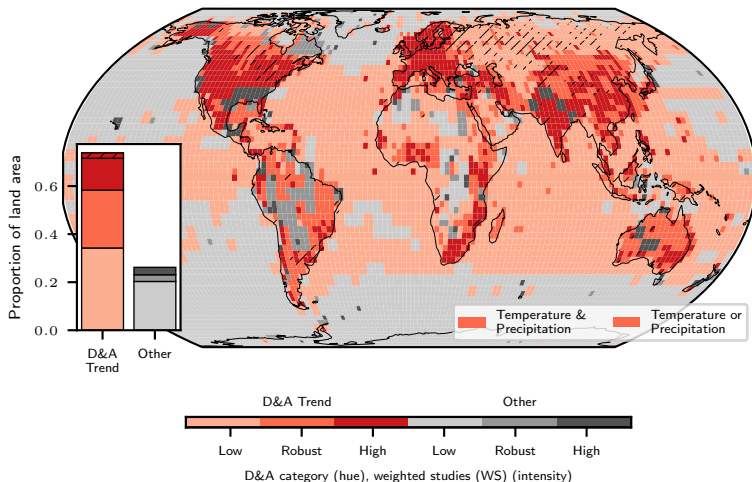 Proportion of land area
0.6
0.4
0.2
0.0
D&A
Trend
Other
Temperature &
Precipitation
Temperature or
Precipitation
D&A Trend
Other
Low
Robust
High
Low
Robust
High
D&A category (hue), weighted studies (WS) (intensity)